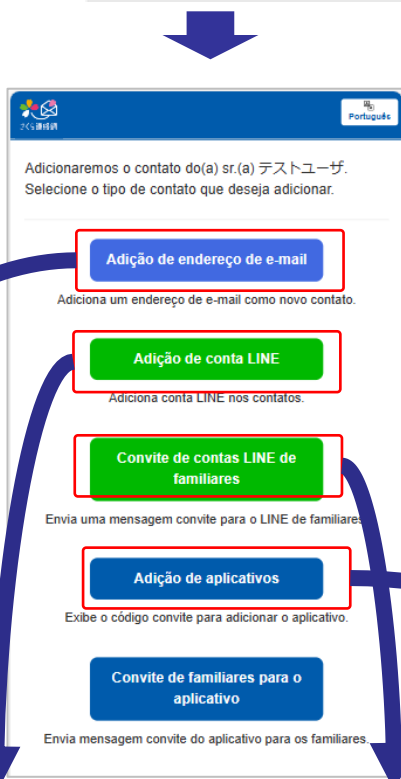 さくら連絡網
Português
Adicionaremos o contato do(a) sr.(a) テストユーザ.
Selecione o tipo de contato que deseja adicionar.
Adição de endereço de e-mail
Adiciona um endereço de e-mail como novo contato.
Adição de conta LINE
Adiciona conta LINE nos contatos.
Convite de contas LINE de
familiares
Envia uma mensagem convite para o LINE de familiares
Adição de aplicativos
Exibe o código convite para adicionar o aplicativo.
Convite de familiares para o
aplicativo
Envia mensagem convite do aplicativo para os familiares.